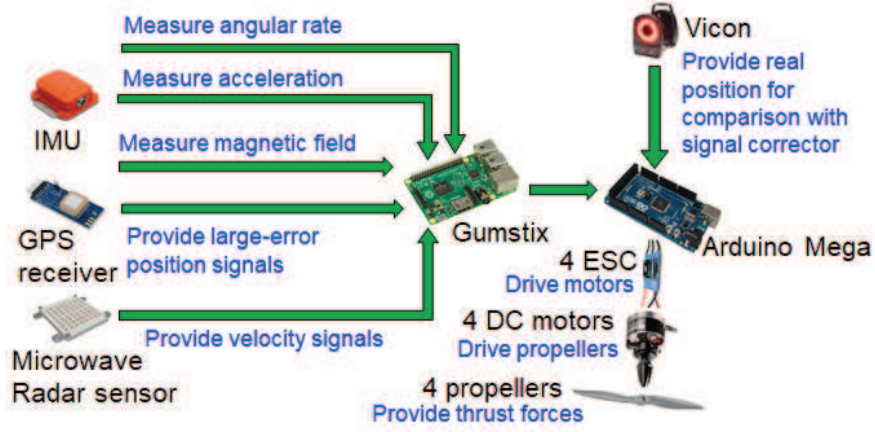 Measure angular rate
Measure acceleration
IMU
Measure magnetic field
GPS
receiver
Provide large-error
position signals
Provide velocity signals
Microwave
Radar sensor
Gumstix
Vicon
Provide real
position for
comparison with
signal corrector
Arduino Mega
4 ESC
Drive motors
4 DC motors
Drive propellers
4 propellers
Provide thrust forces